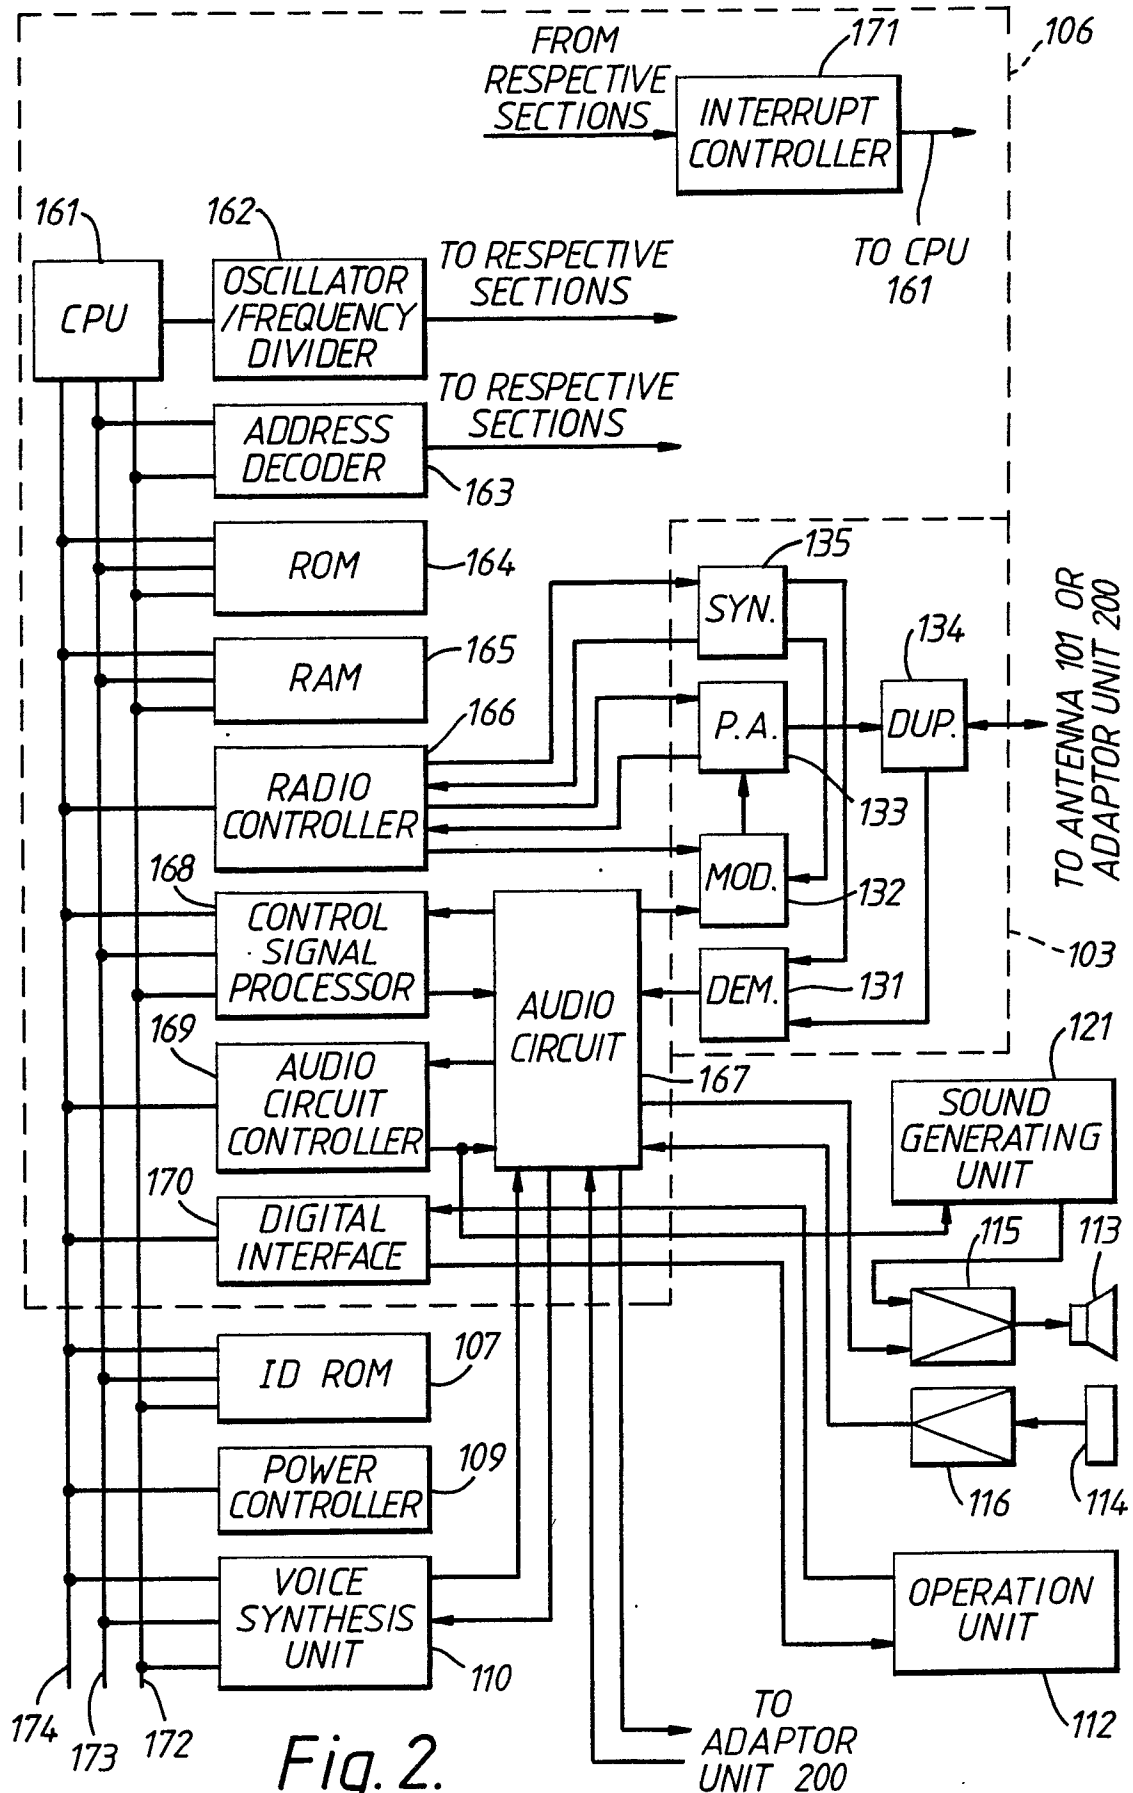 FROM
RESPECTIVE
SECTIONS
171
106
INTERRUPT
CONTROLLER
TO CPU
161
161
162
CPU
OSCILLATOR
/FREQUENCY
DIVIDER
TO RESPECTIVE
SECTIONS
TO RESPECTIVE
SECTIONS
ADDRESS
DECODER
163
ROM
164
RAM
165
166
RADIO
CONTROLLER
135
SYN.
134
P.A.
DUP.
133
MOD.
132
DEM.
131
TO ANTENNA 101 OR
ADAPTOR UNIT 200
103
168
CONTROL
SIGNAL
PROCESSOR
AUDIO
CIRCUIT
167
169
AUDIO
CIRCUIT
CONTROLLER
121
SOUND
GENERATING
UNIT
170
DIGITAL
INTERFACE
115
113
ID ROM
107
POWER
CONTROLLER
109
116
114
VOICE
SYNTHESIS
UNIT
110
OPERATION
UNIT
112
174
173
172
TO
ADAPTOR
UNIT 200
Fig. 2.